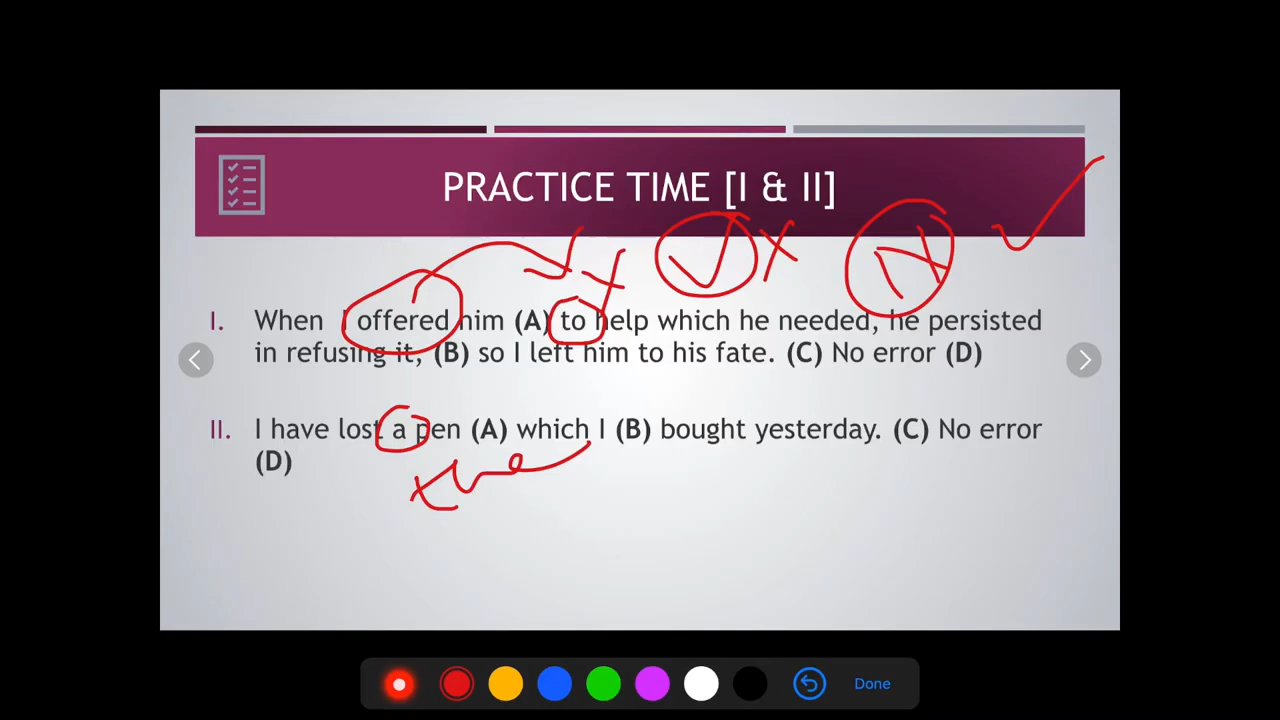 PRACTICE TIME [I & II]
I. When I offered him (A) to help which he needed, he persisted
in refusing it, (B) so I left him to his fate. (C) No error (D)
II. I have lost a pen (A) which I (B) bought yesterday. (C) No error
(D)
the
Done